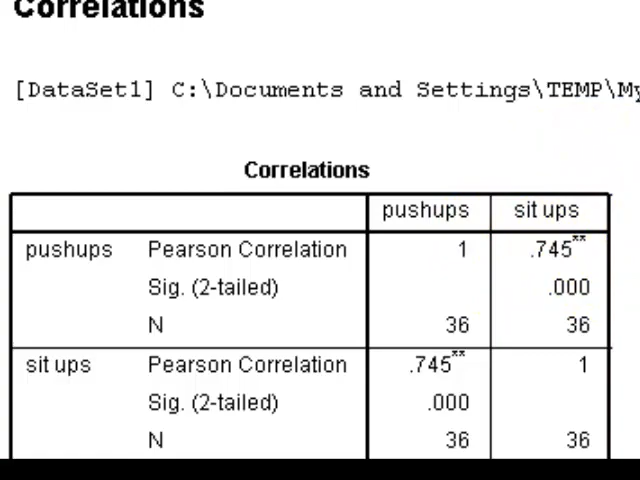 Correlations
[DataSet1] C:\Documents and Settings\TEMP\My
Correlations
pushups sit ups
pushups Pearson Correlation 1 .745**
Sig. (2-tailed) .000
N 36 36
sit ups Pearson Correlation .745** 1
Sig. (2-tailed) .000
N 36 36